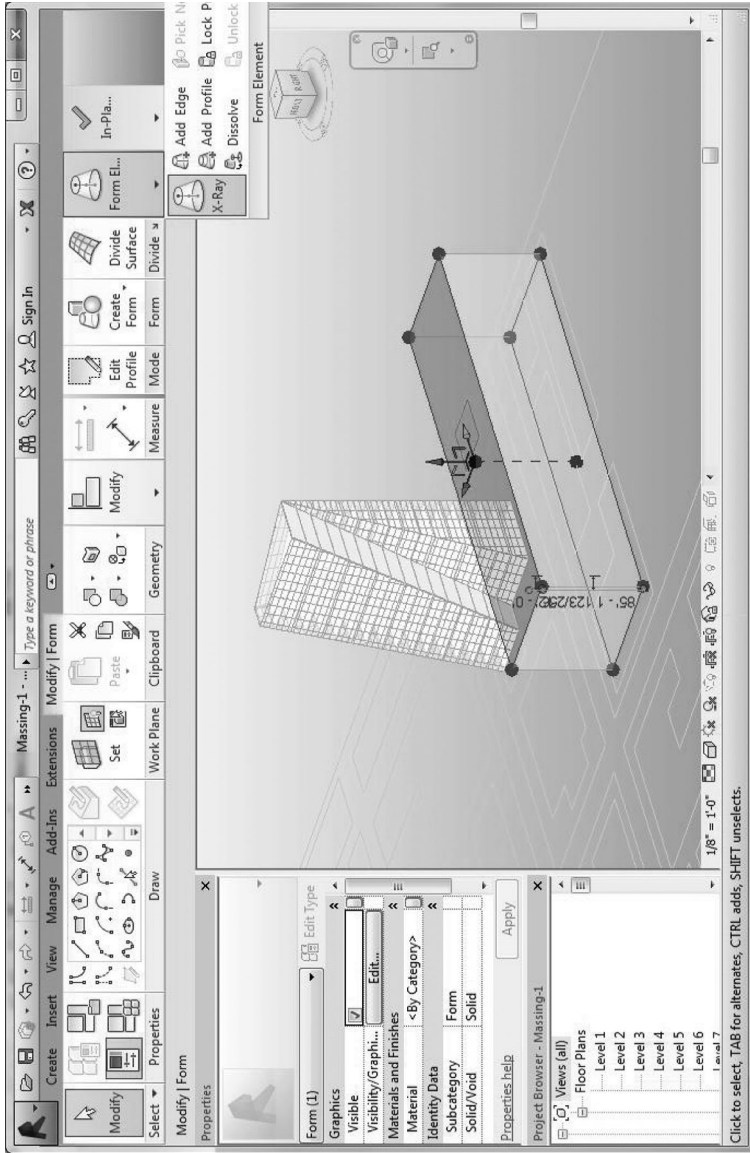 Massing-1 - ...
Type a keyword or phrase
Sign In
Create Insert View Manage Add-Ins Extensions Modify | Form
Modify
Paste
Set
Modify
Edit Profile
Create Form
Divide Surface
Form El...
In-Pla...
Select Properties Draw Work Plane Clipboard Geometry Measure Mode Form Divide
X-Ray
Add Edge
Add Profile
Dissolve
Pick N
Lock P
Unlock
Form Element
Modify | Form
Properties
Form (1)
Edit Type
Graphics
Visible
Visibility/Graphi... Edit...
Materials and Finishes
Material <By Category>
Identity Data
Subcategory Form
Solid/Void Solid
Properties help
Apply
Project Browser - Massing-1
Views (all)
Floor Plans
Level 1
Level 2
Level 3
Level 4
Level 5
Level 6
Level 7
RIGHT
1/8" = 1'-0"
Click to select, TAB for alternates, CTRL adds, SHIFT unselects.